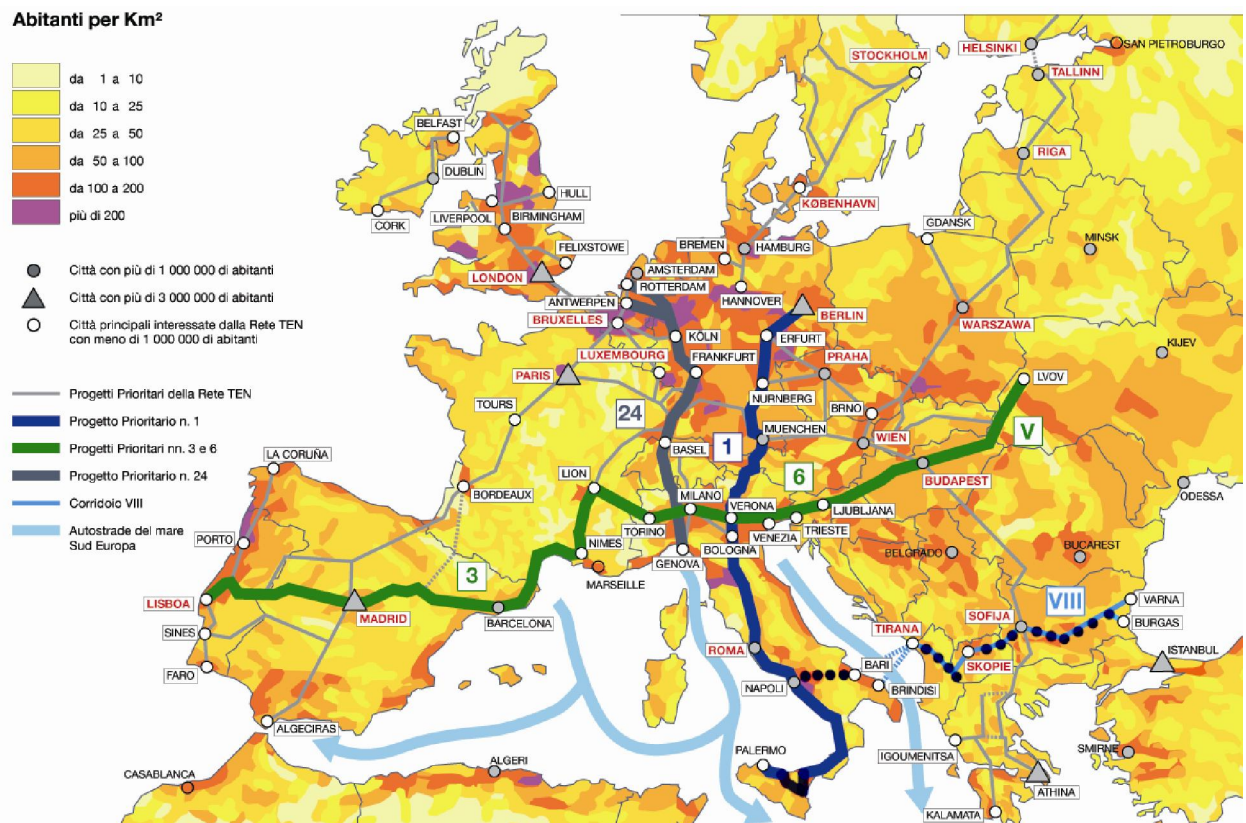 Abitanti per Km²
da 1 a 10
da 10 a 25
da 25 a 50
da 50 a 100
da 100 a 200
più di 200
Città con più di 1 000 000 di abitanti
Città con più di 3 000 000 di abitanti
Città principali interessate dalla Rete TEN
con meno di 1 000 000 di abitanti
Progetti Prioritari della Rete TEN
Progetto Prioritario n. 1
Progetti Prioritari nn. 3 e 6
Progetto Prioritario n. 24
Corridoio VIII
Autostrade del mare
Sud Europa
STOCKHOLM
HELSINKI
SAN PIETROBURGO
TALLINN
BELFAST
RIGA
DUBLIN
HULL
KØBENHAVN
LIVERPOOL
BIRMINGHAM
CORK
GDANSK
MINSK
FELIXSTOWE
BREMEN
HAMBURG
LONDON
AMSTERDAM
ROTTERDAM
HANNOVER
ANTWERPEN
BERLIN
BRUXELLES
WARSZAWA
KÖLN
ERFURT
KIJEV
LUXEMBOURG
FRANKFURT
PRAHA
PARIS
LVOV
NURNBERG
TOURS
24
BRNO
MUENCHEN
V
BASEL
1
WIEN
LA CORUÑA
LION
6
BUDAPEST
BORDEAUX
MILANO
VERONA
LJUBLJANA
ODESSA
TORINO
VENEZIA
TRIESTE
PORTO
NIMES
GENOVA
BOLOGNA
BELGRADO
BUCAREST
3
MARSEILLE
LISBOA
MADRID
BARCELONA
VIII
VARNA
SOFIJA
BURGAS
SINES
TIRANA
ROMA
SKOPIE
ISTANBUL
FARO
BARI
NAPOLI
BRINDISI
ALGECIRAS
PALERMO
IGOUMENITSA
SMIRNE
CASABLANCA
ALGERI
ATHINA
KALAMATA